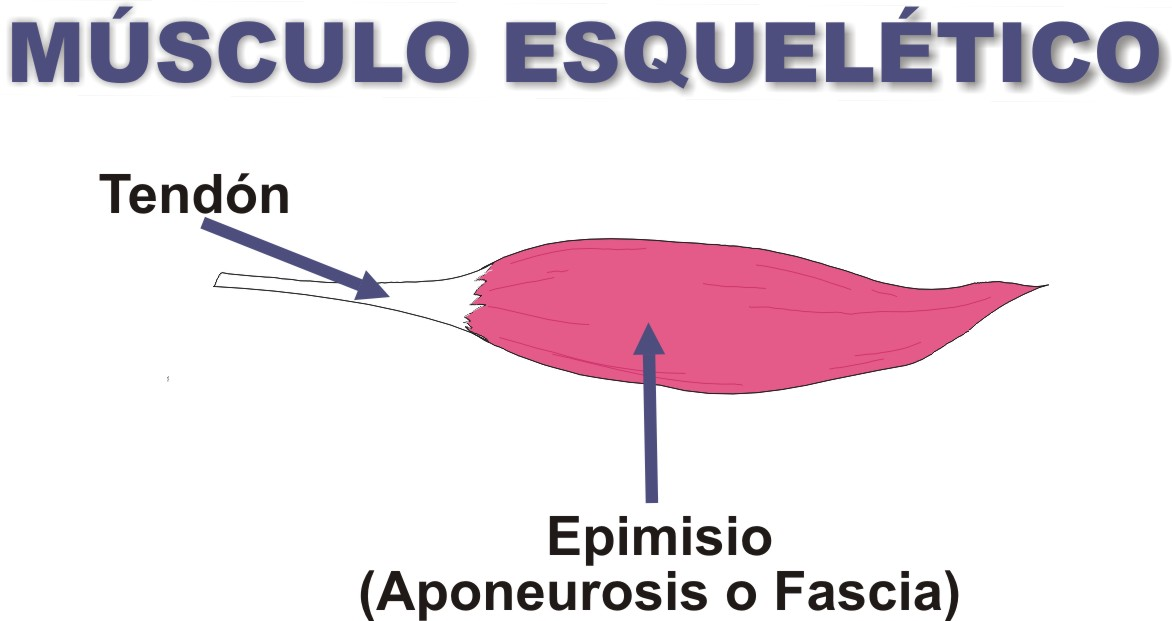 MÚSCULO ESQUELÉTICO
Tendón
Epimisio
(Aponeurosis o Fascia)